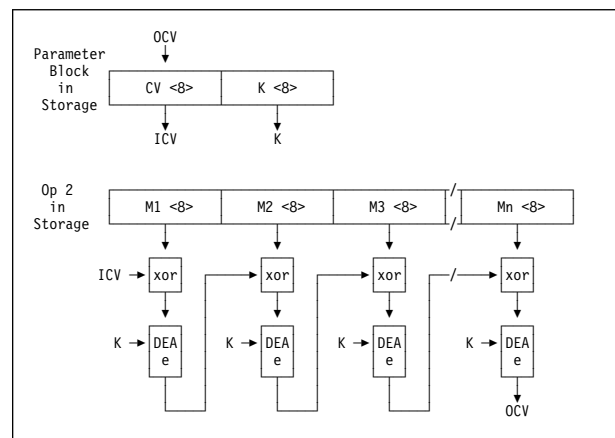 OCV
Parameter
Block
in
Storage
CV <8> K <8>
ICV K
Op 2
in
Storage
M1 <8> M2 <8> M3 <8> / / Mn <8>
ICV xor xor xor / xor
K DEA e K DEA e K DEA e K DEA e
OCV